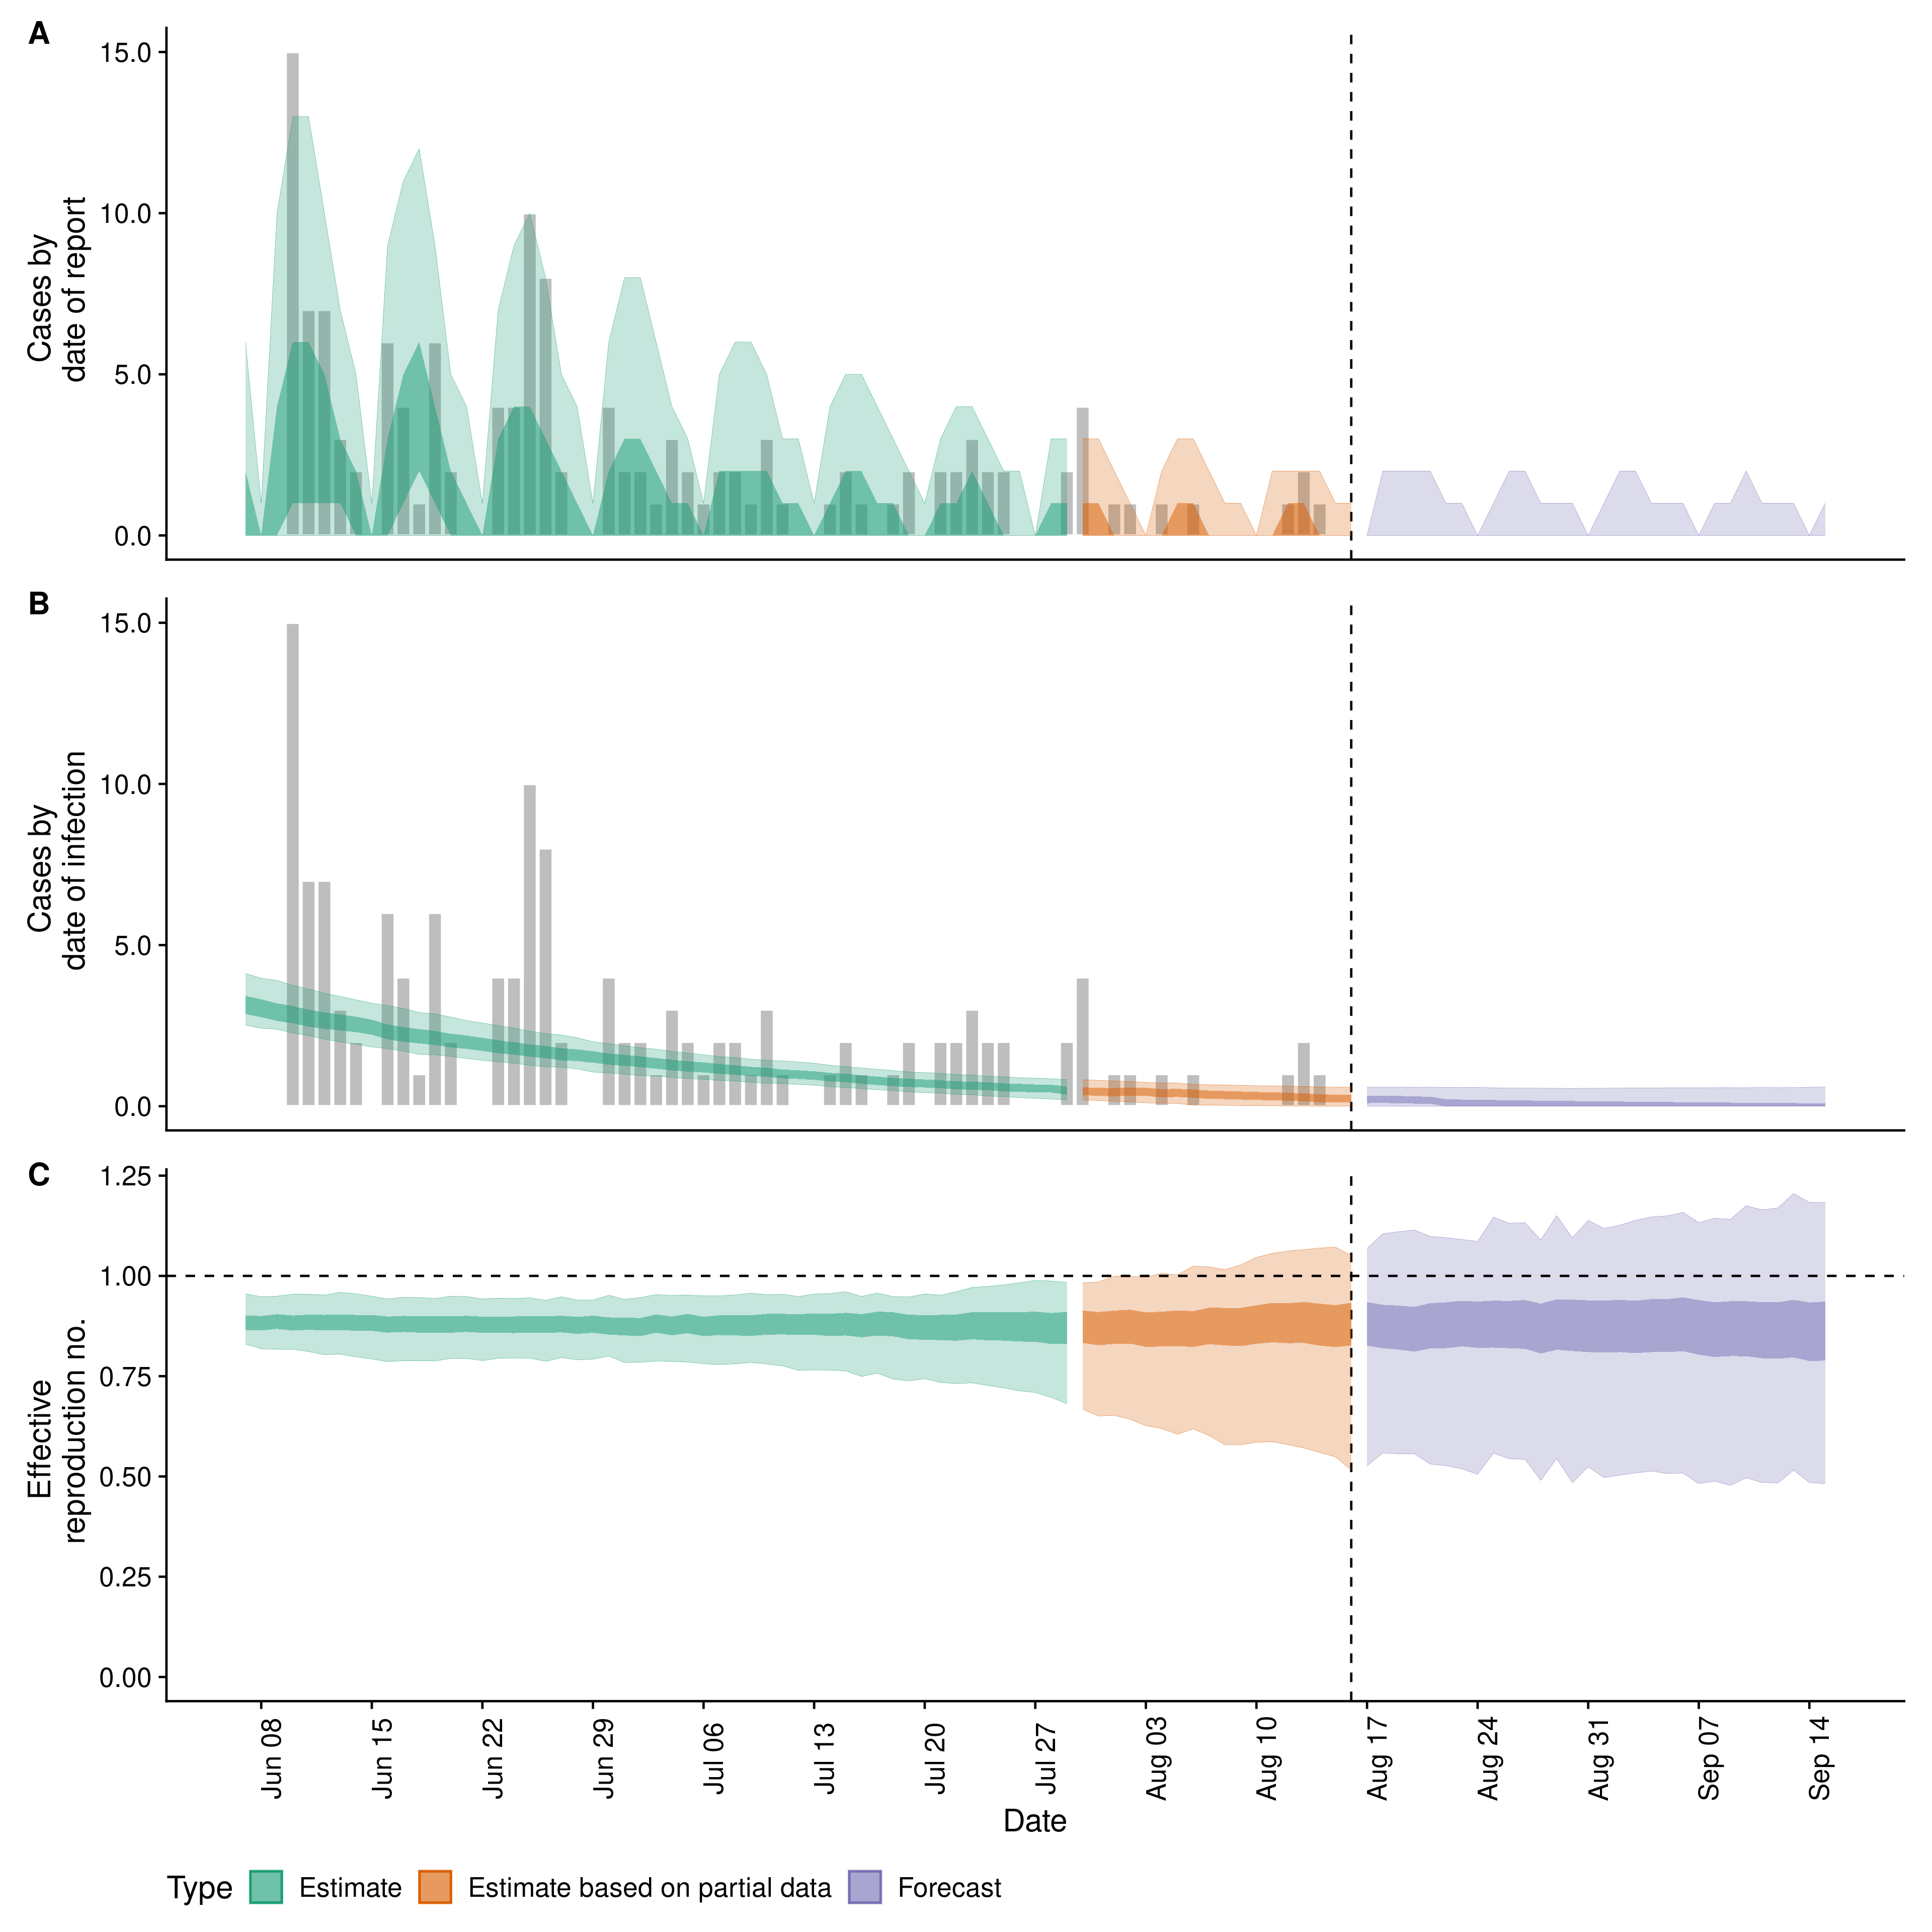 A
15.0
10.0
5.0
0.0
Cases by
date of report
B
15.0
10.0
5.0
0.0
Cases by
date of infection
C
1.25
1.00
0.75
0.50
0.25
0.00
Effective
reproduction no.
Jun 08
Jun 15
Jun 22
Jun 29
Jul 06
Jul 13
Jul 20
Jul 27
Aug 03
Aug 10
Aug 17
Aug 24
Aug 31
Sep 07
Sep 14
Date
Type Estimate Estimate based on partial data Forecast